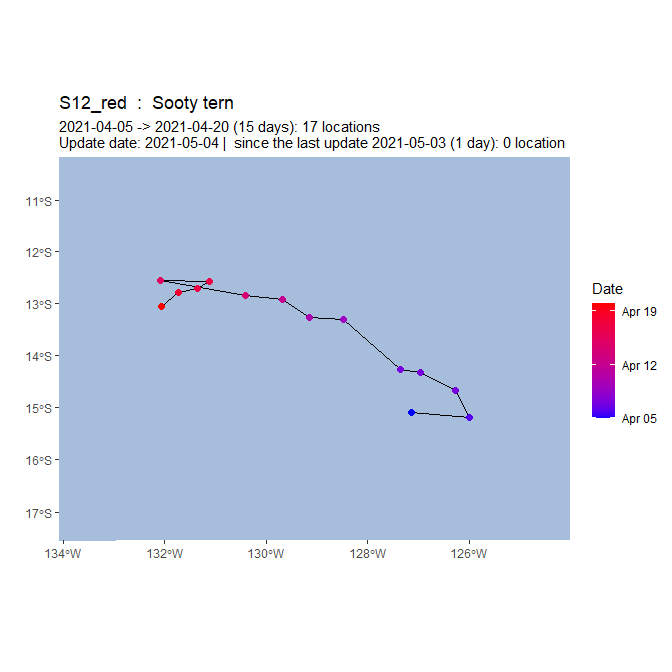 S12_red  :  Sooty tern
2021-04-05 -> 2021-04-20 (15 days): 17 locations
Update date: 2021-05-04 |  since the last update 2021-05-03 (1 day): 0 location
11°S
12°S
13°S
14°S
15°S
16°S
17°S
134°W
132°W
130°W
128°W
126°W
Date
Apr 19
Apr 12
Apr 05